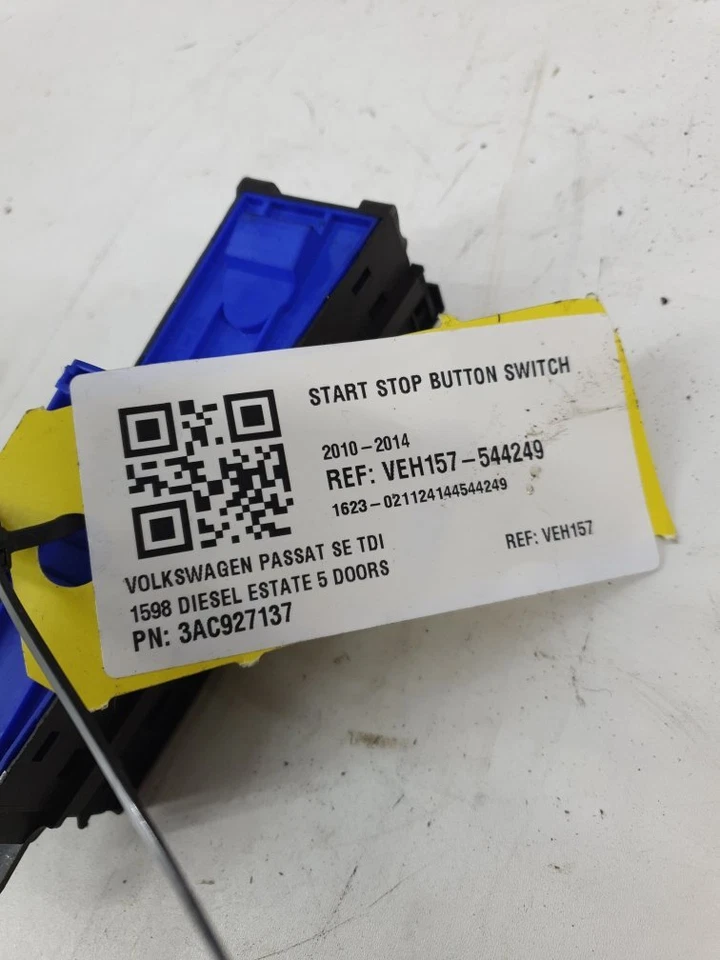 START STOP BUTTON SWITCH
2010-2014
REF: VEH157-544249
1623-021124144544249
VOLKSWAGEN PASSAT SE TDI
REF: VEH157
1598 DIESEL ESTATE 5 DOORS
PN: 3AC927137